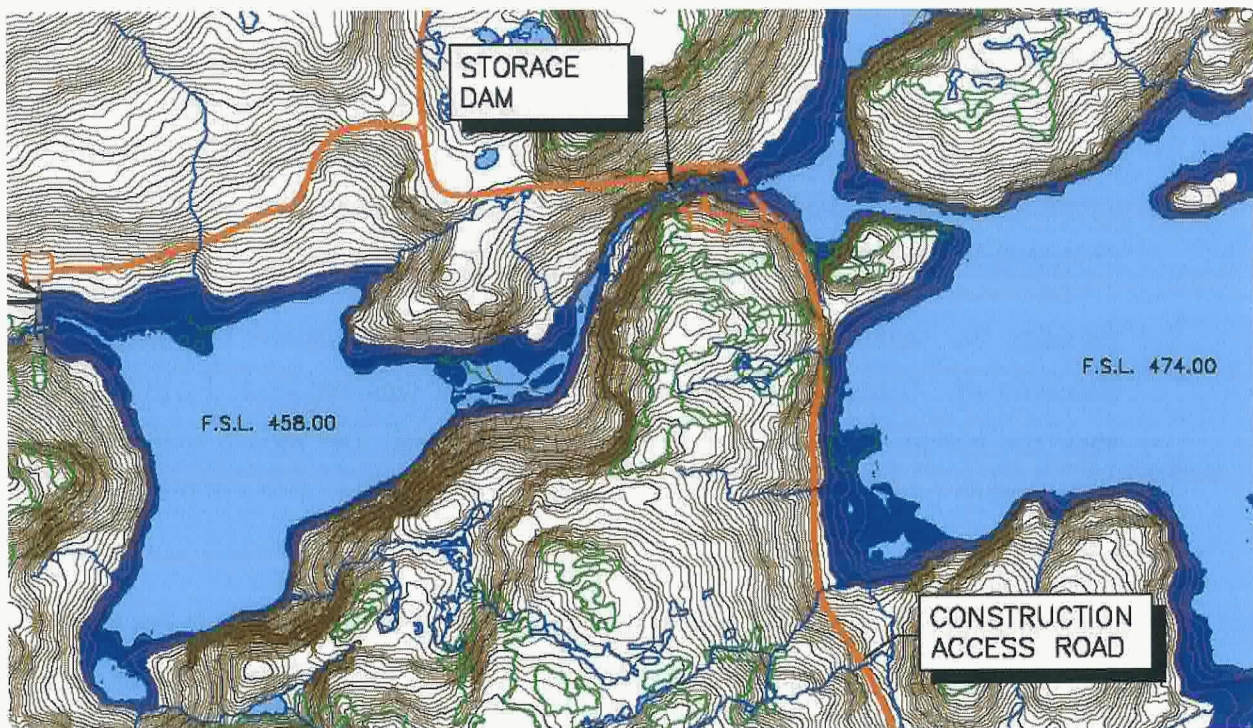 STORAGE
DAM
F.S.L. 474.00
F.S.L. 458.00
CONSTRUCTION
ACCESS ROAD